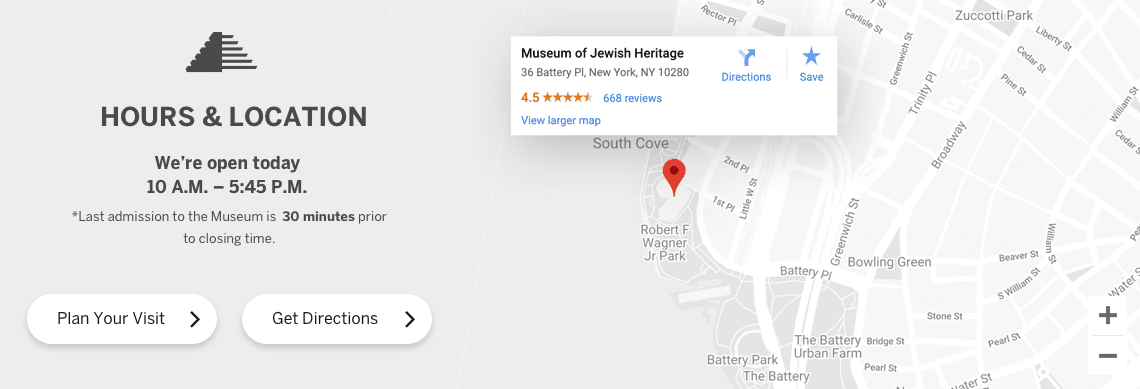 HOURS & LOCATION
We’re open today
10 A.M. – 5:45 P.M.
*Last admission to the Museum is 30 minutes prior
to closing time.
Plan Your Visit
Get Directions
Museum of Jewish Heritage
36 Battery Pl, New York, NY 10280
4.5
668 reviews
View larger map
Directions
Save
Rector Pl
Carlisle St
Zuccotti Park
Liberty St
Cedar St
Pine St
Greenwich St
Trinity Pl
Broadway
William St
Cedar S
South Cove
2nd Pl
1st Pl
Little W St
Greenwich St
Robert F
Wagner
Jr Park
Bowling Green
Battery Pl
Beaver St
William St
S William St
Water S
Pea
Stone St
Bridge St
Pearl St
Pearl St
Water St
The Battery
Urban Farm
Battery Park
The Battery